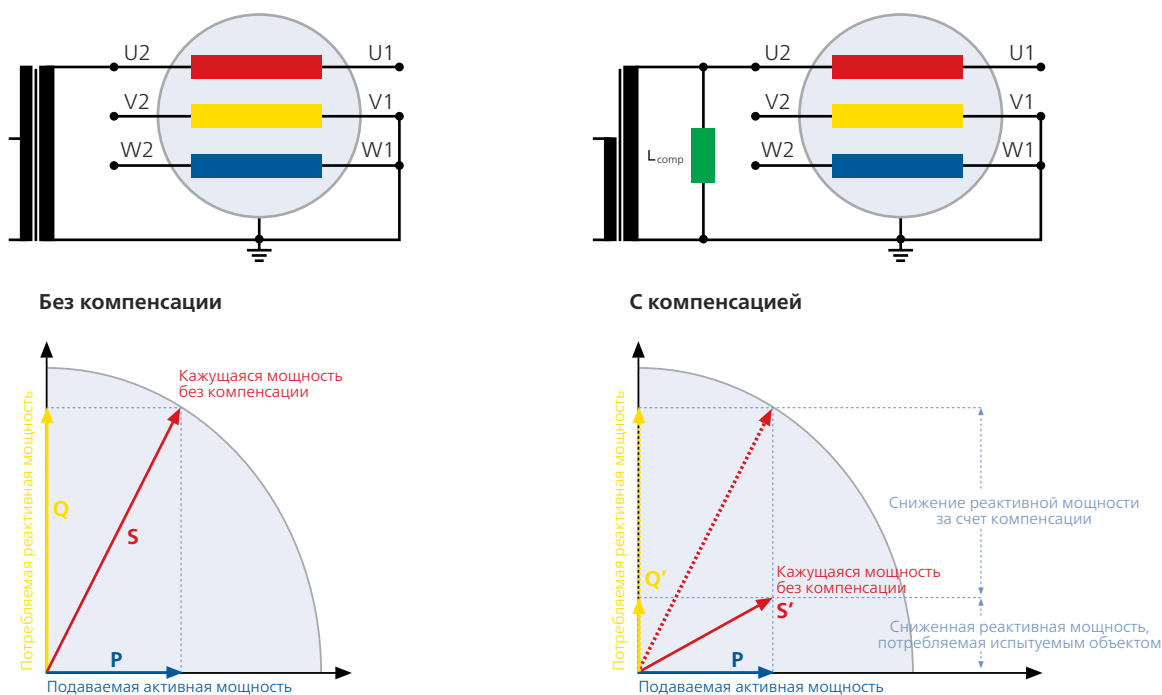 U2
U1
V2
V1
W2
W1
U2
U1
V2
V1
W2
W1
Lcomp
Без компенсации
С компенсацией
Кажущаяся мощность
без компенсации
Потребляемая реактивная мощность
Q
S
P
Подаваемая активная мощность
Потребляемая реактивная мощность
Снижение реактивной мощности
за счет компенсации
Q’
Кажущаяся мощность
без компенсации
S’
Сниженная реактивная мощность,
потребляемая испытуемым объектом
P
Подаваемая активная мощность